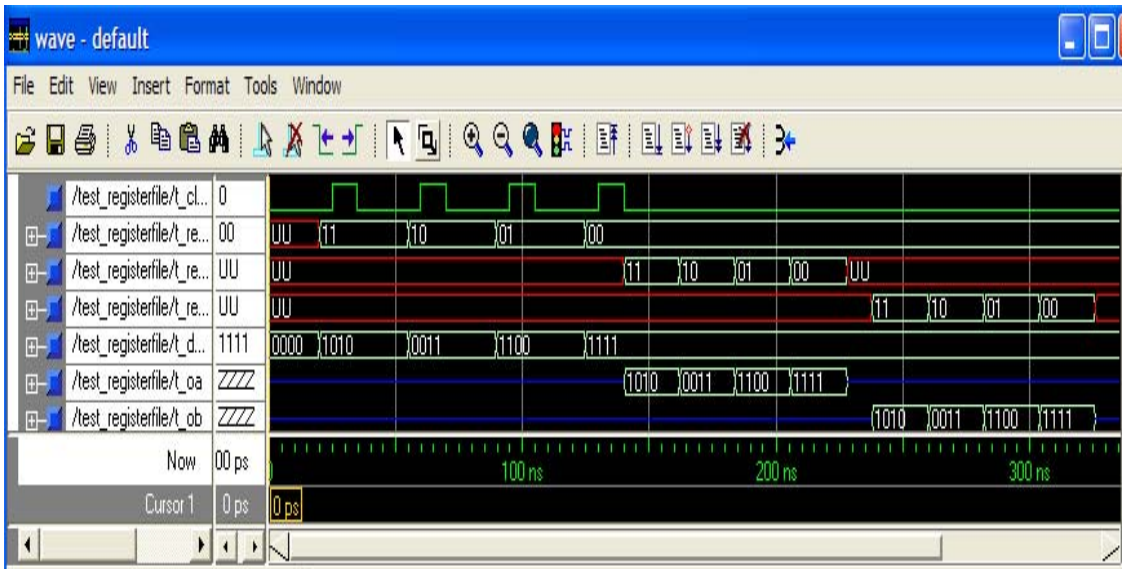 wave - default
File Edit View Insert Format Tools Window
/test_registerfile/t_cl... 0
/test_registerfile/t_re... 00 UU 11 10 01 00
/test_registerfile/t_re... UU UU 11 10 01 00 UU
/test_registerfile/t_re... UU UU 11 10 01 00
/test_registerfile/t_d... 1111 0000 1010 0011 1100 1111
/test_registerfile/t_oa ZZZZ 1010 0011 1100 1111
/test_registerfile/t_ob ZZZZ 1010 0011 1100 1111
Now 00 ps 100 ns 200 ns 300 ns
Cursor 1 0 ps 0 ps